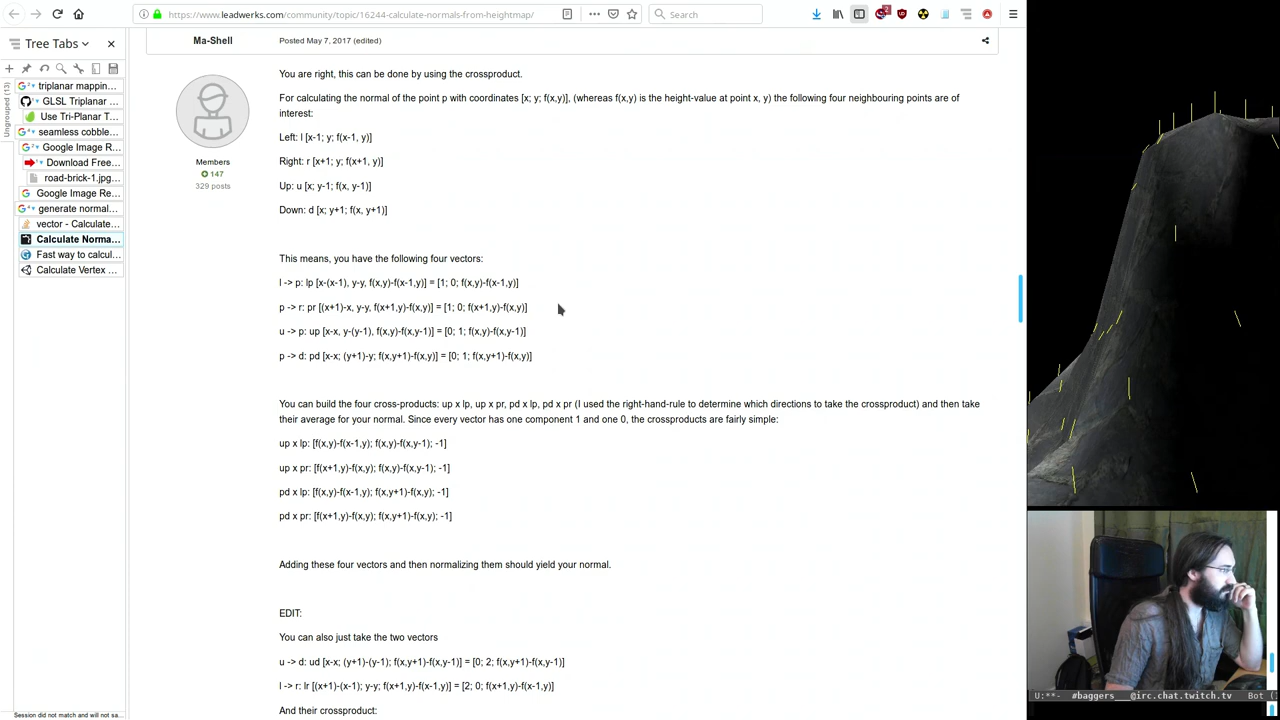 https://www.leadwerks.com/community/topic/16244-calculate-normals-from-heightmap/
Search
Tree Tabs
Ungrouped (13)
triplanar mappin...
GLSL Triplanar ...
Use Tri-Planar T...
seamless cobble...
Google Image R...
Download Free...
road-brick-1.jpg...
Google Image Re...
generate normal...
vector - Calculate...
Calculate Norma...
Fast way to calcul...
Calculate Vertex ...
Session did not match and will not sa...
Ma-Shell
Posted May 7, 2017 (edited)
Members
147
329 posts
You are right, this can be done by using the crossproduct.
For calculating the normal of the point p with coordinates [x; y; f(x,y)], (whereas f(x,y) is the height-value at point x, y) the following four neighbouring points are of
interest:
Left: l [x-1; y; f(x-1, y)]
Right: r [x+1; y; f(x+1, y)]
Up: u [x; y-1; f(x, y-1)]
Down: d [x; y+1; f(x, y+1)]
This means, you have the following four vectors:
l -> p: lp [x-(x-1), y-y, f(x,y)-f(x-1,y)] = [1; 0; f(x,y)-f(x-1,y)]
p -> r: pr [(x+1)-x, y-y, f(x+1,y)-f(x,y)] = [1; 0; f(x+1,y)-f(x,y)]
u -> p: up [x-x, y-(y-1), f(x,y)-f(x,y-1)] = [0; 1; f(x,y)-f(x,y-1)]
p -> d: pd [x-x; (y+1)-y; f(x,y+1)-f(x,y)] = [0; 1; f(x,y+1)-f(x,y)]
You can build the four cross-products: up x lp, up x pr, pd x lp, pd x pr (I used the right-hand-rule to determine which directions to take the crossproduct) and then take
their average for your normal. Since every vector has one component 1 and one 0, the crossproducts are fairly simple:
up x lp: [f(x,y)-f(x-1,y); f(x,y)-f(x,y-1); -1]
up x pr: [f(x+1,y)-f(x,y); f(x,y)-f(x,y-1); -1]
pd x lp: [f(x,y)-f(x-1,y); f(x,y+1)-f(x,y); -1]
pd x pr: [f(x+1,y)-f(x,y); f(x,y+1)-f(x,y); -1]
Adding these four vectors and then normalizing them should yield your normal.
EDIT:
You can also just take the two vectors
u -> d: ud [x-x; (y+1)-(y-1); f(x,y+1)-f(x,y-1)] = [0; 2; f(x,y+1)-f(x,y-1)]
l -> r: lr [(x+1)-(x-1); y-y; f(x+1,y)-f(x-1,y)] = [2; 0; f(x+1,y)-f(x-1,y)]
And their crossproduct:
U:**- #baggers___@irc.chat.twitch.tv Bot (